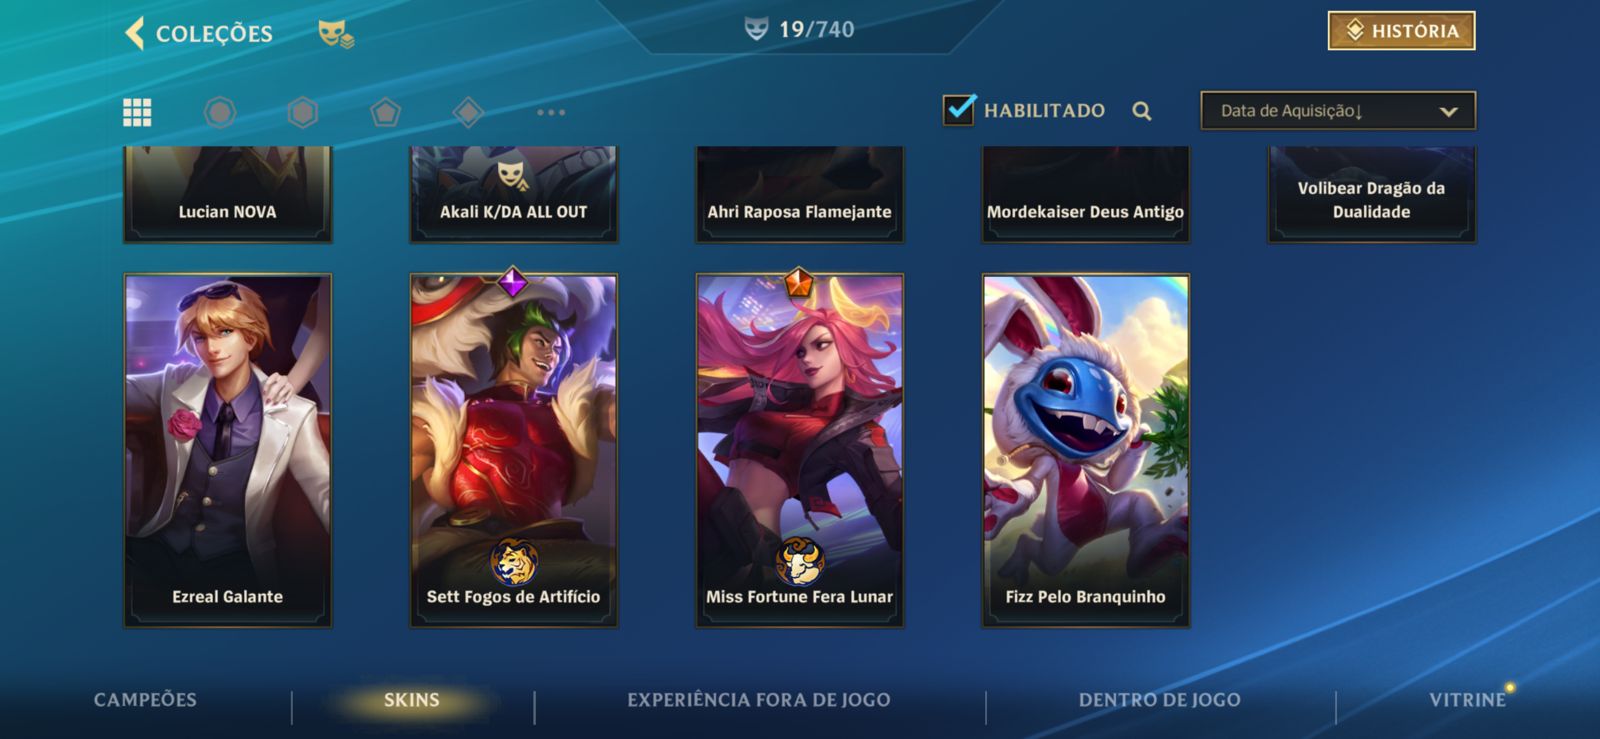 COLEÇÕES
19/740
HISTÓRIA
HABILITADO
Data de Aquisição↓
Lucian NOVA
Akali K/DA ALL OUT
Ahri Raposa Flamejante
Mordekaiser Deus Antigo
Volibear Dragão da
Dualidade
Ezreal Galante
Sett Fogos de Artifício
Miss Fortune Fera Lunar
Fizz Pelo Branquinho
CAMPEÕES
SKINS
EXPERIÊNCIA FORA DE JOGO
DENTRO DE JOGO
VITRINE